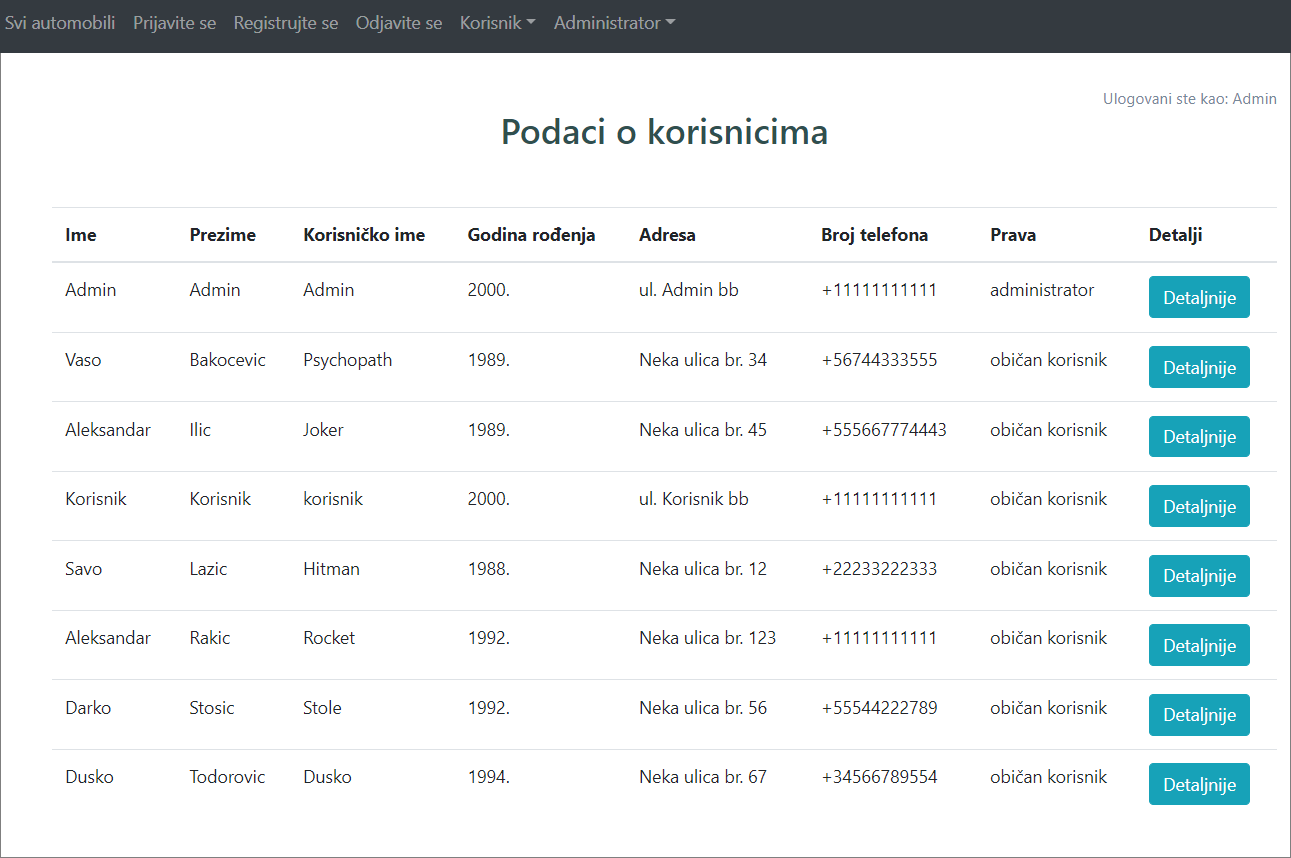 Svi automobili Prijavite se Registrujte se Odjavite se Korisnik Administrator
Ulogovani ste kao: Admin
Podaci o korisnicima
Ime Prezime Korisničko ime Godina rođenja Adresa Broj telefona Prava Detalji
Admin Admin Admin 2000. ul. Admin bb +11111111111 administrator Detaljnije
Vaso Bakocevic Psychopath 1989. Neka ulica br. 34 +56744333555 običan korisnik Detaljnije
Aleksandar Ilic Joker 1989. Neka ulica br. 45 +555667774443 običan korisnik Detaljnije
Korisnik Korisnik korisnik 2000. ul. Korisnik bb +11111111111 običan korisnik Detaljnije
Savo Lazic Hitman 1988. Neka ulica br. 12 +22233222333 običan korisnik Detaljnije
Aleksandar Rakic Rocket 1992. Neka ulica br. 123 +11111111111 običan korisnik Detaljnije
Darko Stosic Stole 1992. Neka ulica br. 56 +55544222789 običan korisnik Detaljnije
Dusko Todorovic Dusko 1994. Neka ulica br. 67 +34566789554 običan korisnik Detaljnije